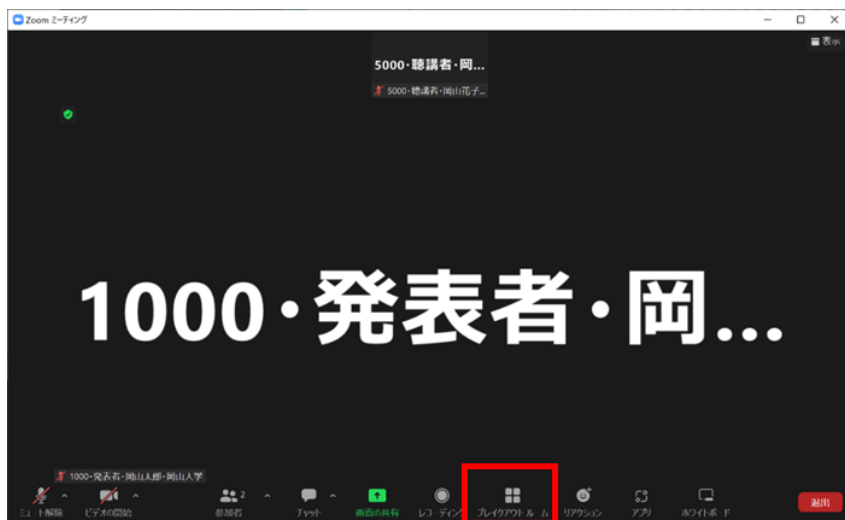 Zoom ミーティング
表示
5000・聴講者・岡...
5000・聴講者・岡山花子...
1000・発表者・岡...
1000・発表者・岡山太郎・岡山大学
ミュート解除
ビデオの開始
2
参加者
チャット
画面の共有
レコーディング
ブレイクアウトルーム
リアクション
アプリ
ホワイトボード
退出